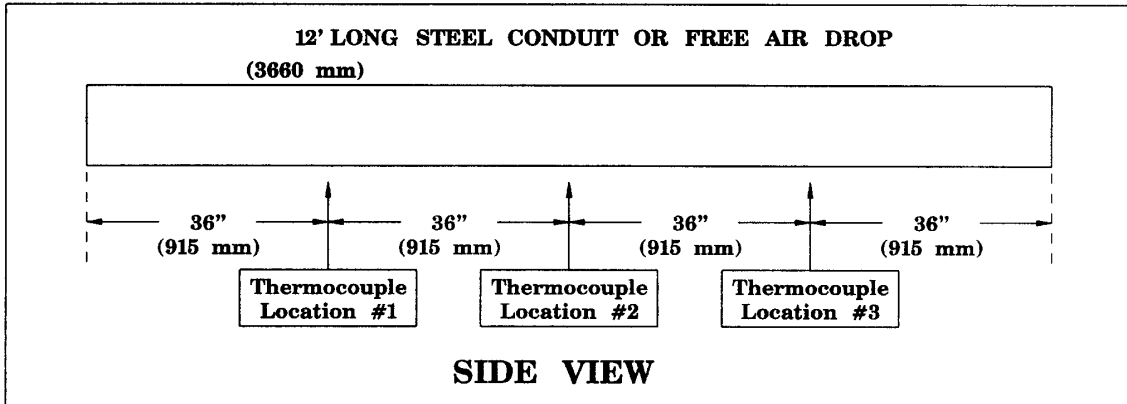 12' LONG STEEL CONDUIT OR FREE AIR DROP
(3660 mm)
36" 36" 36" 36"
(915 mm) (915 mm) (915 mm) (915 mm)
Thermocouple
Location #1
Thermocouple
Location #2
Thermocouple
Location #3
SIDE VIEW